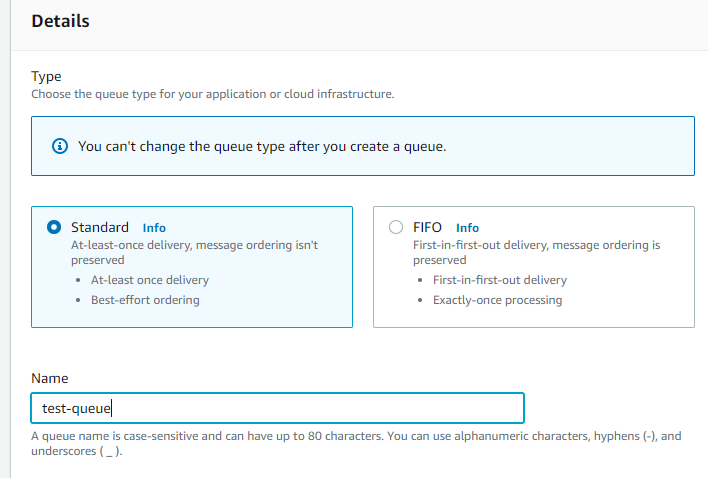 Details
Type
Choose the queue type for your application or cloud infrastructure.
You can't change the queue type after you create a queue.
Standard Info
At-least-once delivery, message ordering isn't
preserved
• At-least once delivery
• Best-effort ordering
FIFO Info
First-in-first-out delivery, message ordering is
preserved
• First-in-first-out delivery
• Exactly-once processing
Name
test-queue
A queue name is case-sensitive and can have up to 80 characters. You can use alphanumeric characters, hyphens (-), and
underscores ( _ ).